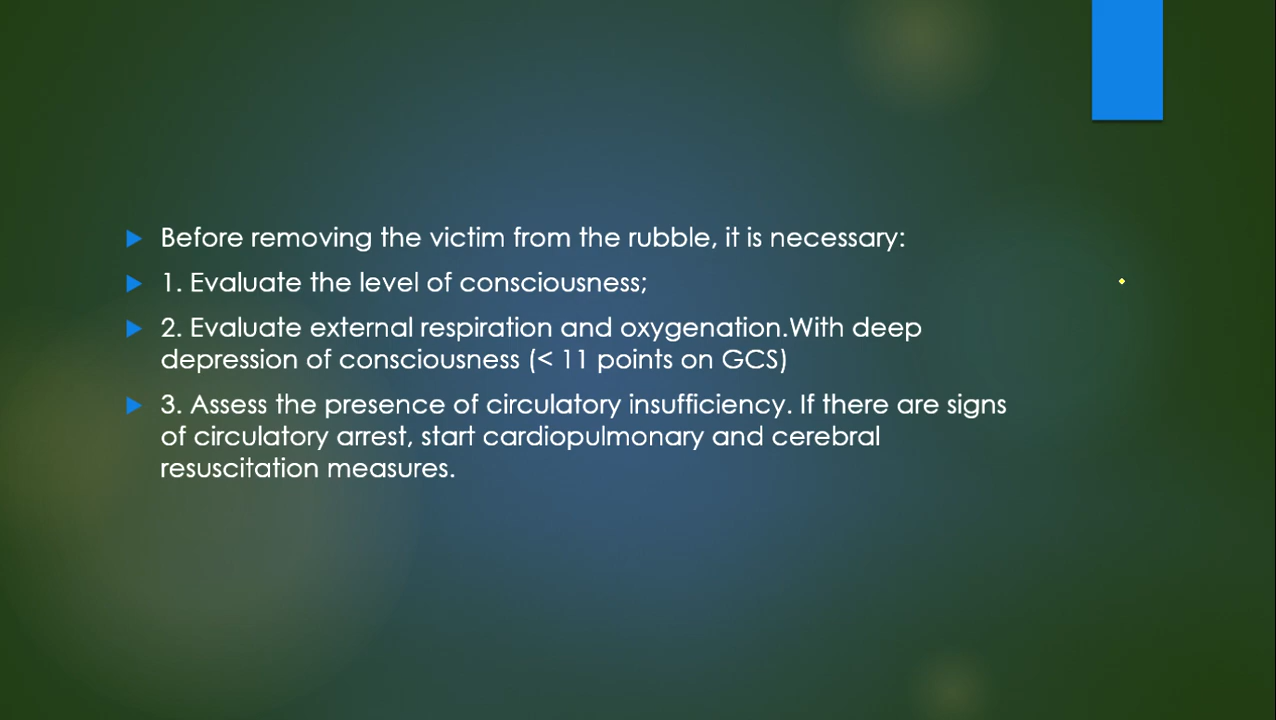 Before removing the victim from the rubble, it is necessary:
1. Evaluate the level of consciousness;
2. Evaluate external respiration and oxygenation.With deep
depression of consciousness (< 11 points on GCS)
3. Assess the presence of circulatory insufficiency. If there are signs
of circulatory arrest, start cardiopulmonary and cerebral
resuscitation measures.